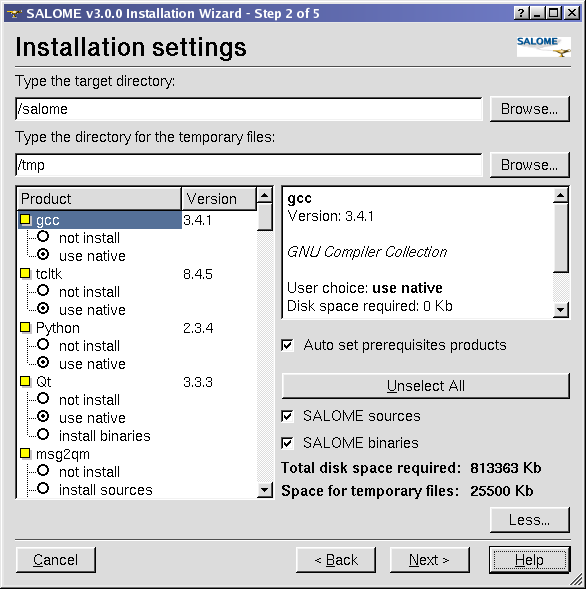 SALOME v3.0.0 Installation Wizard - Step 2 of 5
Installation settings
SALOME
Type the target directory:
/salome
Browse...
Type the directory for the temporary files:
/tmp
Browse...
Product Version
gcc 3.4.1
not install
use native
tcltk 8.4.5
not install
use native
Python 2.3.4
not install
use native
Qt 3.3.3
not install
use native
install binaries
msg2qm
not install
install sources
gcc
Version: 3.4.1
GNU Compiler Collection
User choice: use native
Disk space required: 0 Kb
Auto set prerequisites products
Unselect All
SALOME sources
SALOME binaries
Total disk space required: 813363 Kb
Space for temporary files: 25500 Kb
Less...
Cancel
< Back
Next >
Help